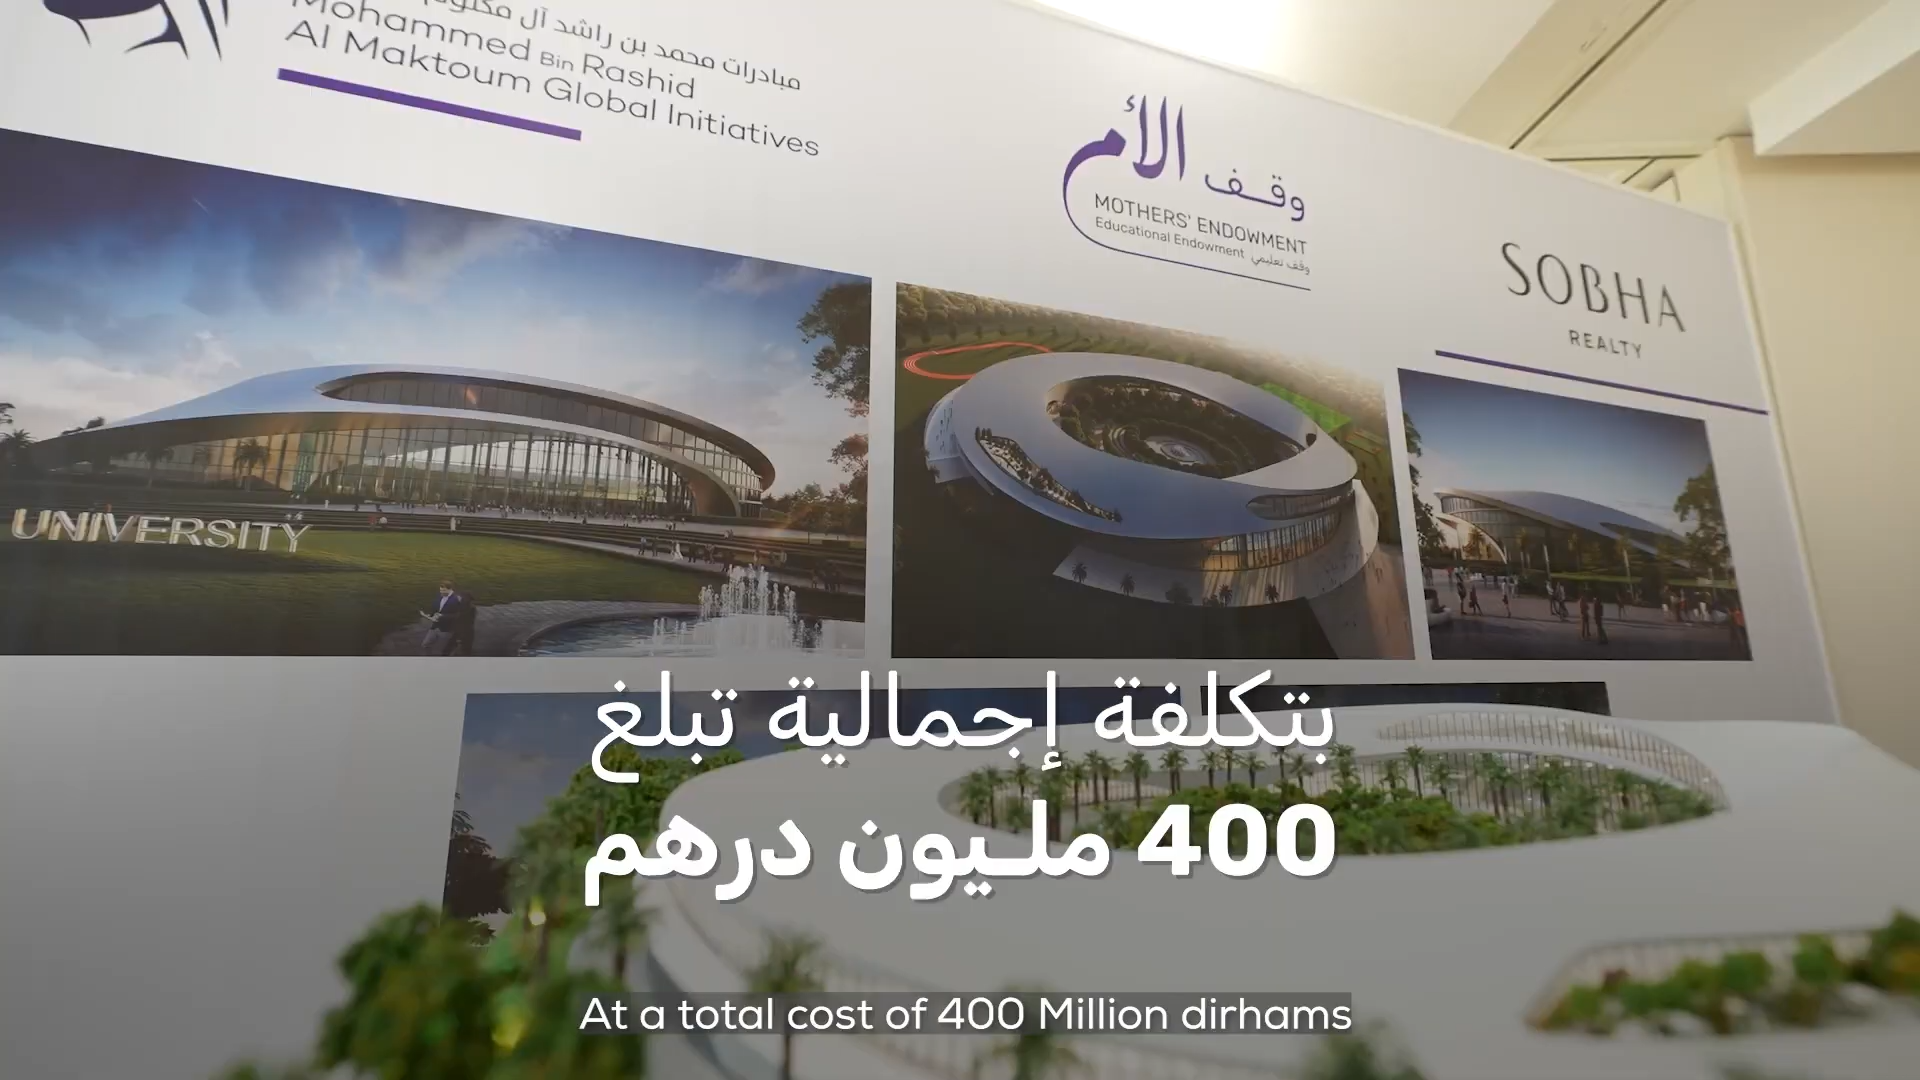 مبادرات محمد بن راشد آل مكتوم
Mohammed Bin Rashid
Al Maktoum Global Initiatives
وقف الأم
MOTHERS' ENDOWMENT
Educational Endowment وقف تعليمي
SOBHA
REALTY
UNIVERSITY
بتكلفة إجمالية تبلغ
400 مليون درهم
At a total cost of 400 Million dirhams